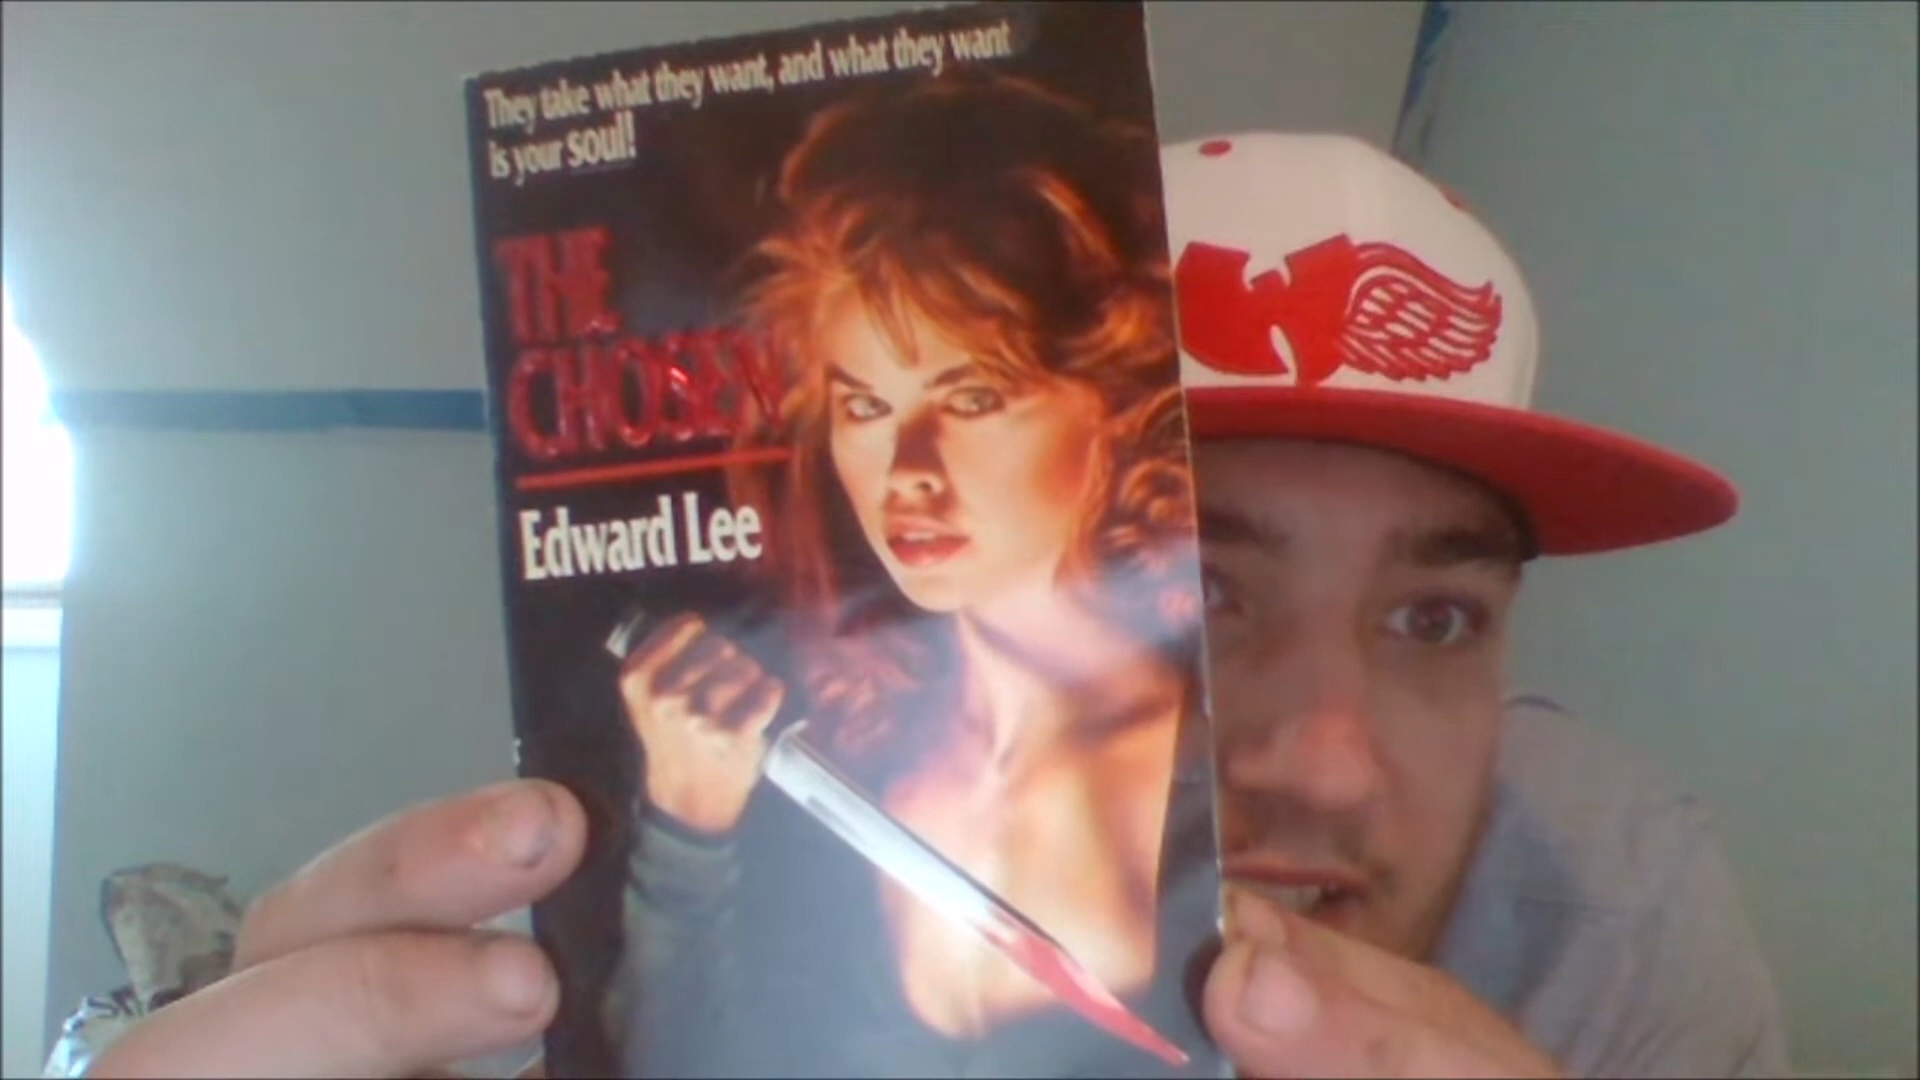 They take what they want, and what they want
is your soul!
THE
CHOSEN
Edward Lee